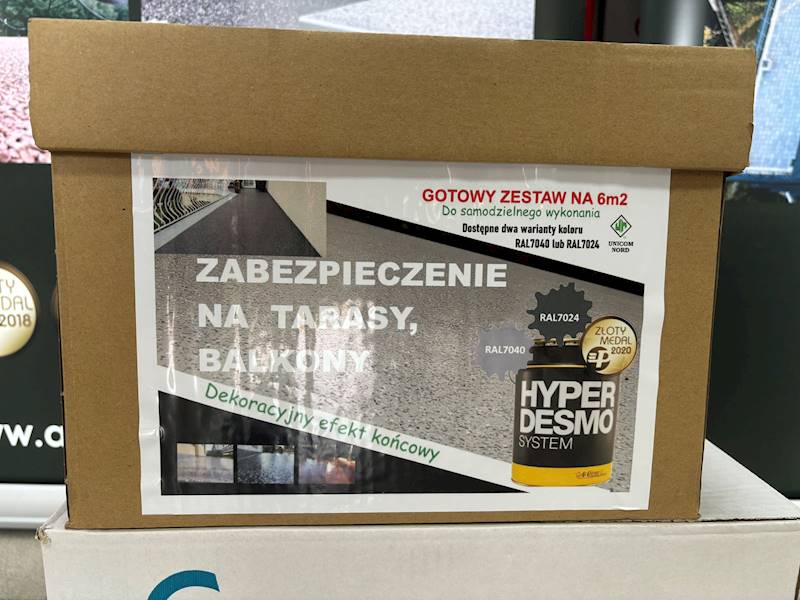 GOTOWY ZESTAW NA 6m2
Do samodzielnego wykonania
Dostępne dwa warianty koloru
RAL7040 lub RAL7024
UNICOM
NORD
ZABEZPIECZENIE
NA TARASY,
BALKONY
Dekoracyjny efekt końcowy
RAL7024
RAL7040
ZŁOTY
MEDAL
2020
HYPER
DESMO
SYSTEM
MEDAL
2018